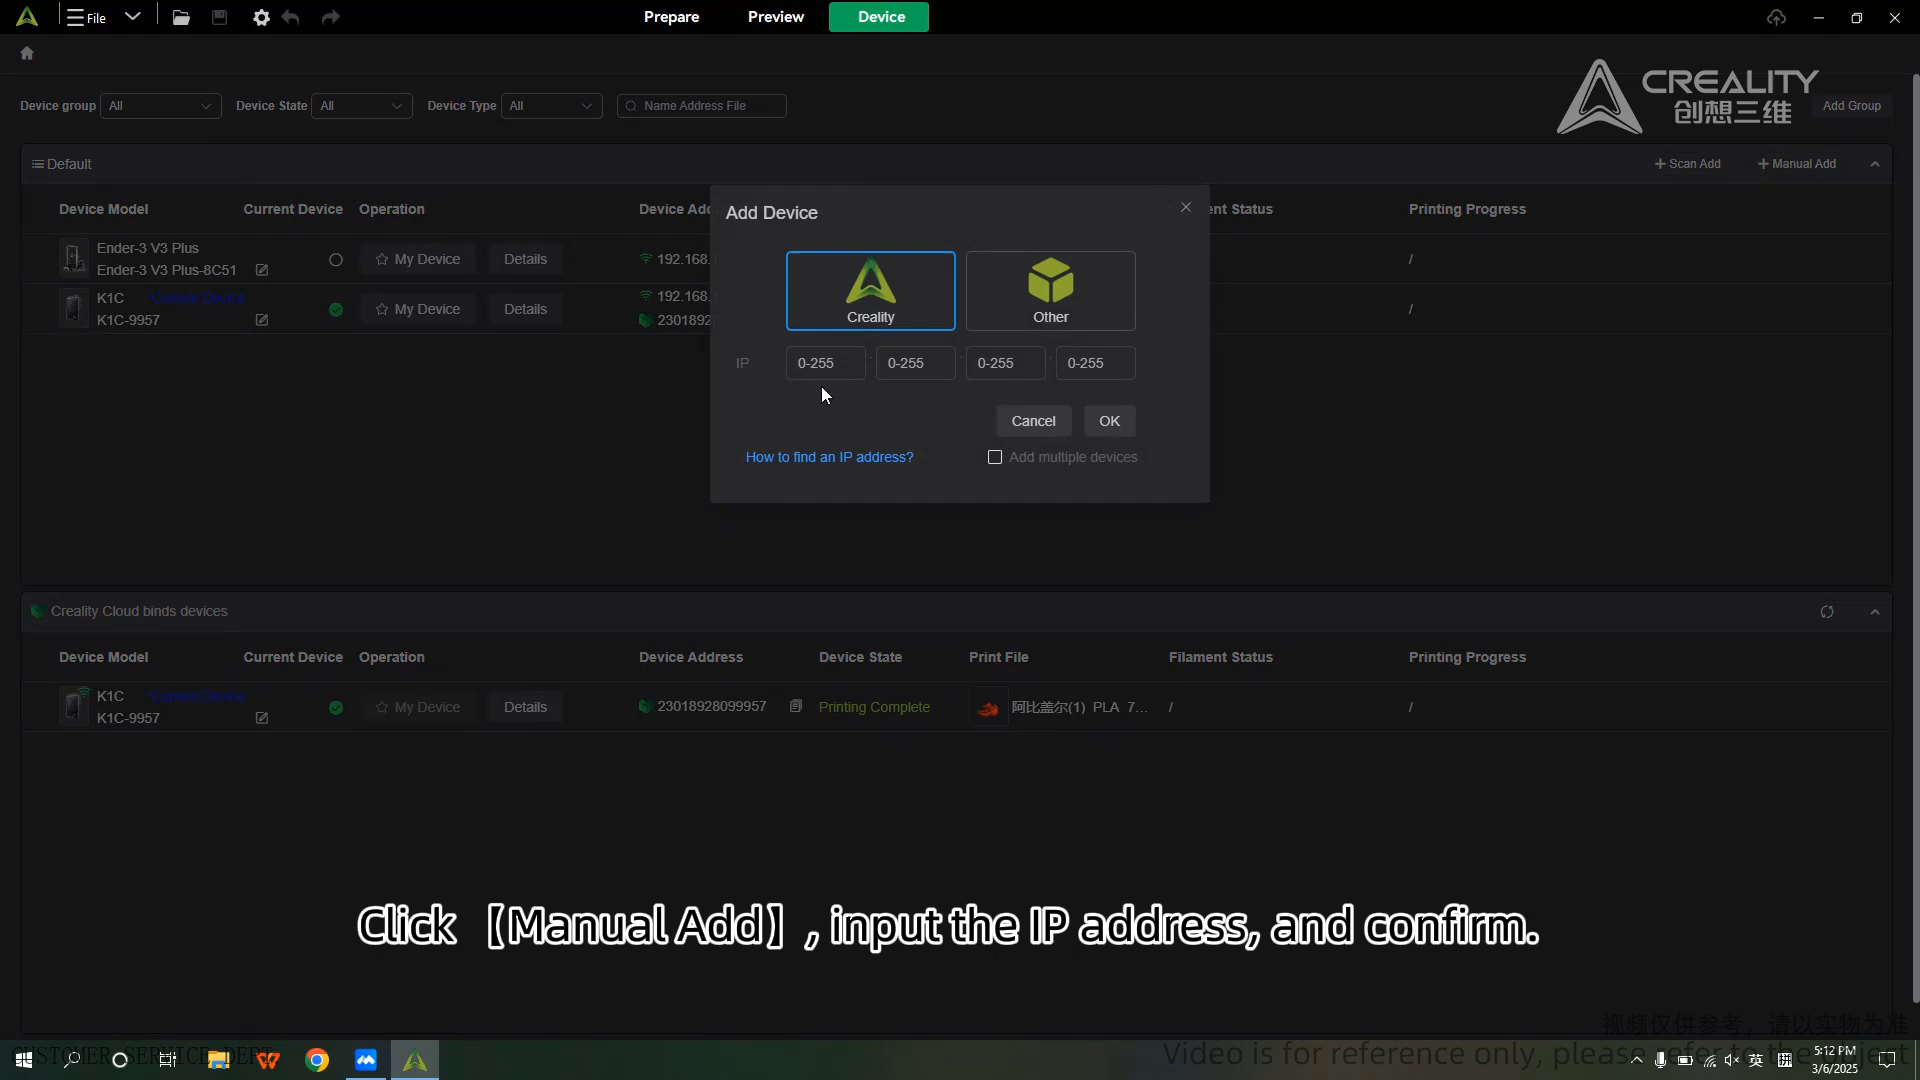 File
Prepare
Preview
Device
CREALITY
创想三维
Device group All
Device State All
Device Type All
Name Address File
Add Group
Default
Scan Add
Manual Add
Device Model
Current Device
Operation
Device Add
ent Status
Printing Progress
Ender-3 V3 Plus
Ender-3 V3 Plus-8C51
My Device
Details
192.168.
/
K1C *Current Device
K1C-9957
My Device
Details
192.168.
2301892
/
Add Device
Creality
Other
IP
0-255
0-255
0-255
0-255
Cancel
OK
How to find an IP address?
Add multiple devices
Creality Cloud binds devices
Device Model
Current Device
Operation
Device Address
Device State
Print File
Filament Status
Printing Progress
K1C *Current Device
K1C-9957
My Device
Details
23018928099957
Printing Complete
阿比盖尔(1) PLA 7...
/
/
Click【Manual Add】, input the IP address, and confirm.
视频仅供参考，请以实物为准
CUSTOMER SERVICE DEPT
Video is for reference only, please refer to the object
英
拼
5:12 PM
3/6/2025